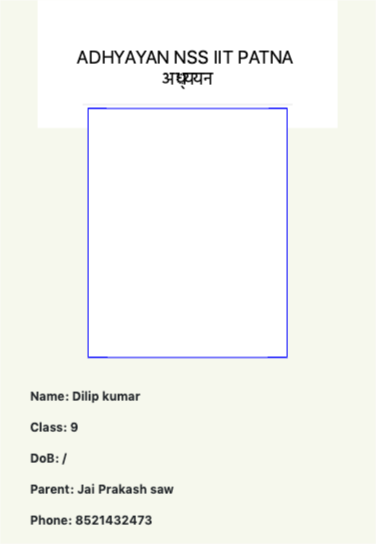 ADHYAYAN NSS IIT PATNA
अध्ययन
Name: Dilip kumar
Class: 9
DoB: /
Parent: Jai Prakash saw
Phone: 8521432473